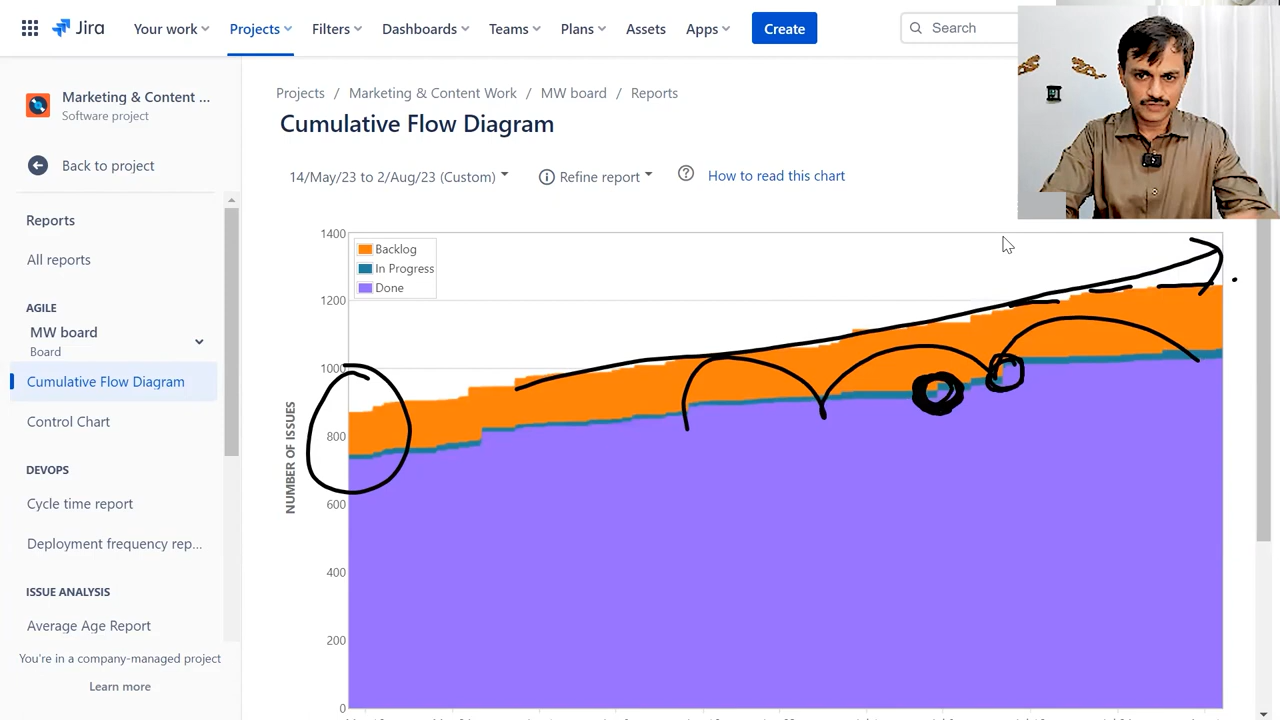 Jira Your work Projects Filters Dashboards Teams Plans Assets Apps Create Search
Marketing & Content ...
Software project
Back to project
Reports
All reports
AGILE
MW board
Board
Cumulative Flow Diagram
Control Chart
DEVOPS
Cycle time report
Deployment frequency rep...
ISSUE ANALYSIS
Average Age Report
You're in a company-managed project
Learn more
Projects / Marketing & Content Work / MW board / Reports
Cumulative Flow Diagram
14/May/23 to 2/Aug/23 (Custom) Refine report How to read this chart
Backlog
In Progress
Done
NUMBER OF ISSUES
1400
1200
1000
800
600
400
200
0